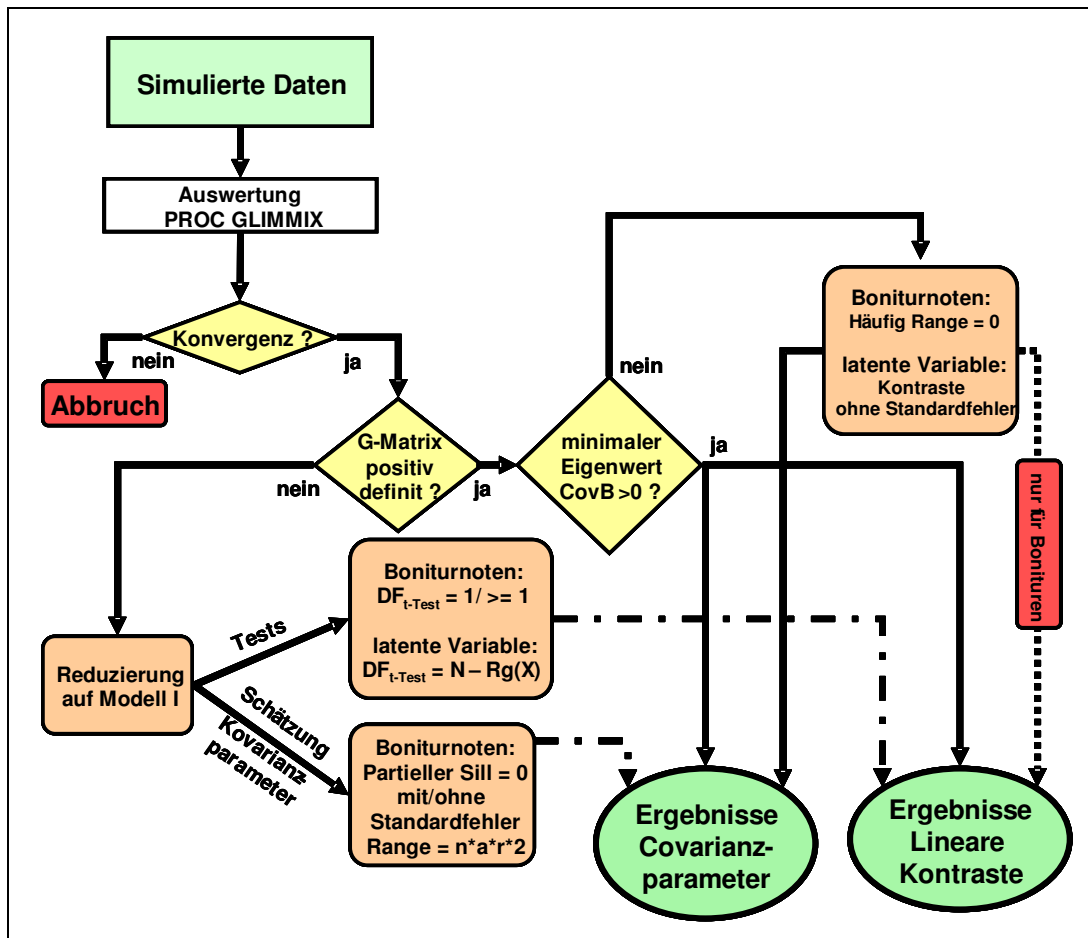 Simulierte Daten
Auswertung
PROC GLIMMIX
Konvergenz ?
nein
ja
Abbruch
G-Matrix
positiv
definit ?
nein
ja
minimaler
Eigenwert
CovB >0 ?
nein
ja
Boniturnoten:
Häufig Range = 0
latente Variable:
Kontraste
ohne Standardfehler
nur für Bonituren
Reduzierung
auf Modell I
Tests
Schätzung
Kovarianz-
parameter
Boniturnoten:
DFt-Test = 1/ >= 1
latente Variable:
DFt-Test = N – Rg(X)
Boniturnoten:
Partieller Sill = 0
mit/ohne
Standardfehler
Range = n*a*r*2
Ergebnisse
Covarianz-
parameter
Ergebnisse
Lineare
Kontraste